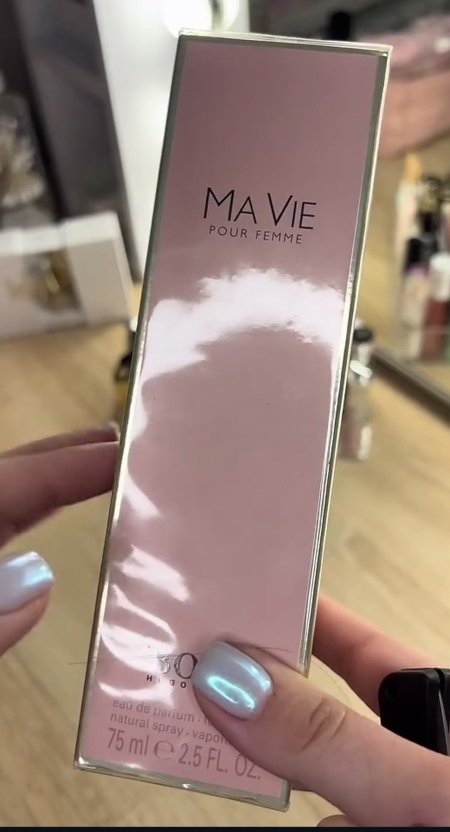 MA VIE
POUR FEMME
eau de parfum ·
natural spray ·
75 ml ℮ 2.5 FL. OZ.